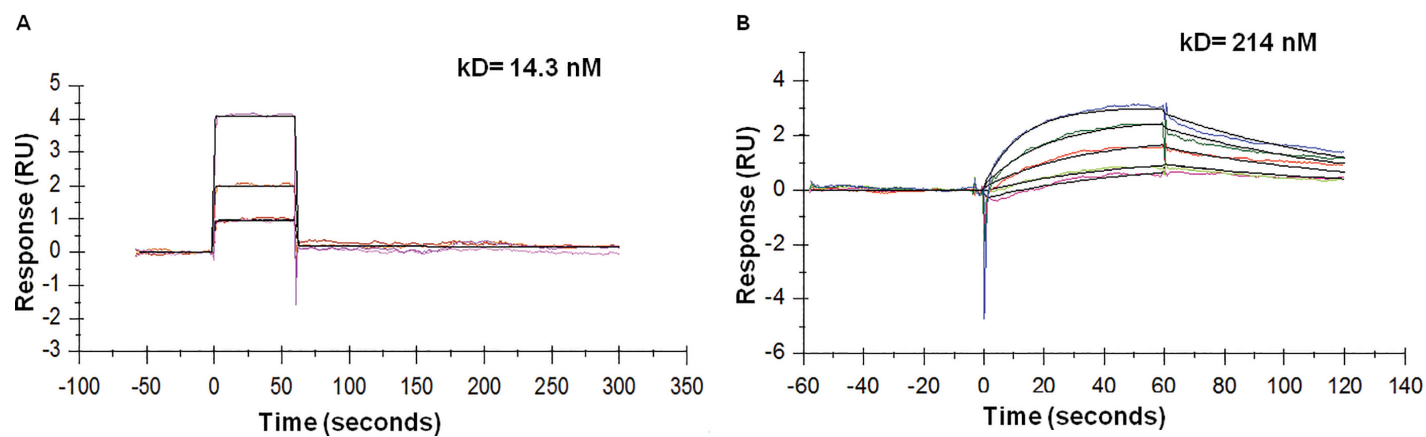 A
kD= 14.3 nM
5
4
3
2
1
0
-1
-2
-3
Response (RU)
-100 -50 0 50 100 150 200 250 300 350
Time (seconds)
B
kD= 214 nM
4
2
0
-2
-4
-6
Response (RU)
-60 -40 -20 0 20 40 60 80 100 120 140
Time (seconds)